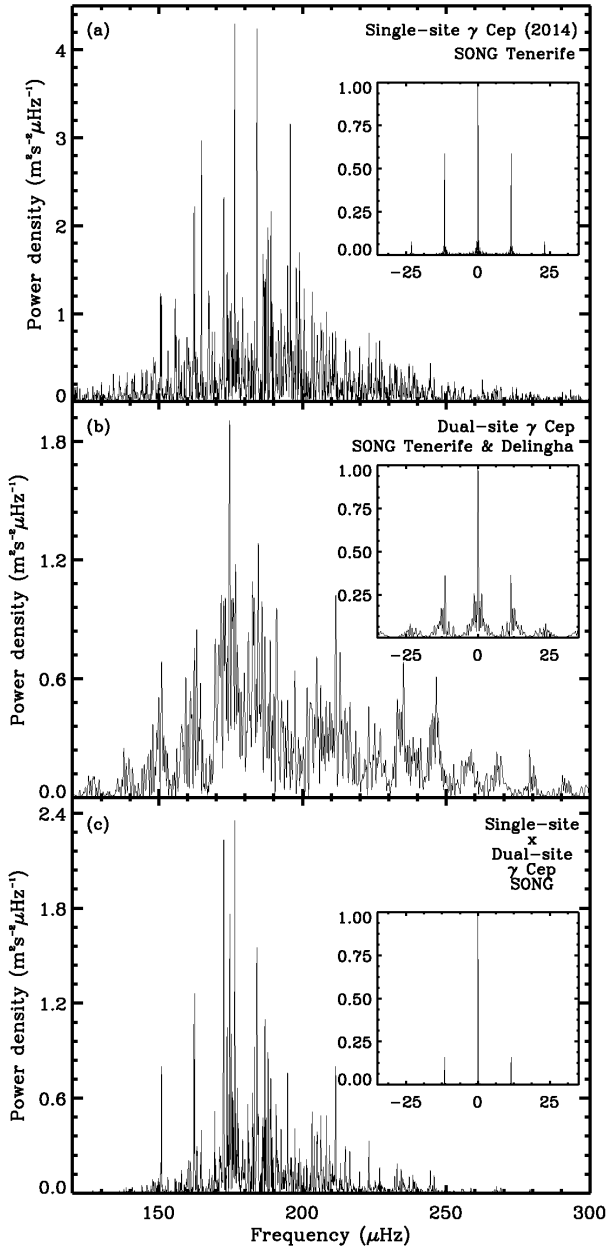 (a)
Single-site γ Cep (2014)
SONG Tenerife
Power density (m²s⁻²μHz⁻¹)
4
3
2
1
0
1.00
0.75
0.50
0.25
0.00
−25 0 25
(b)
Dual-site γ Cep
SONG Tenerife & Delingha
Power density (m²s⁻²μHz⁻¹)
1.8
1.2
0.6
0.0
1.00
0.75
0.50
0.25
−25 0 25
(c)
Single-site
x
Dual-site
γ Cep
SONG
Power density (m²s⁻²μHz⁻¹)
2.4
1.8
1.2
0.6
0.0
1.00
0.75
0.50
0.25
0.00
−25 0 25
150 200 250 300
Frequency (μHz)